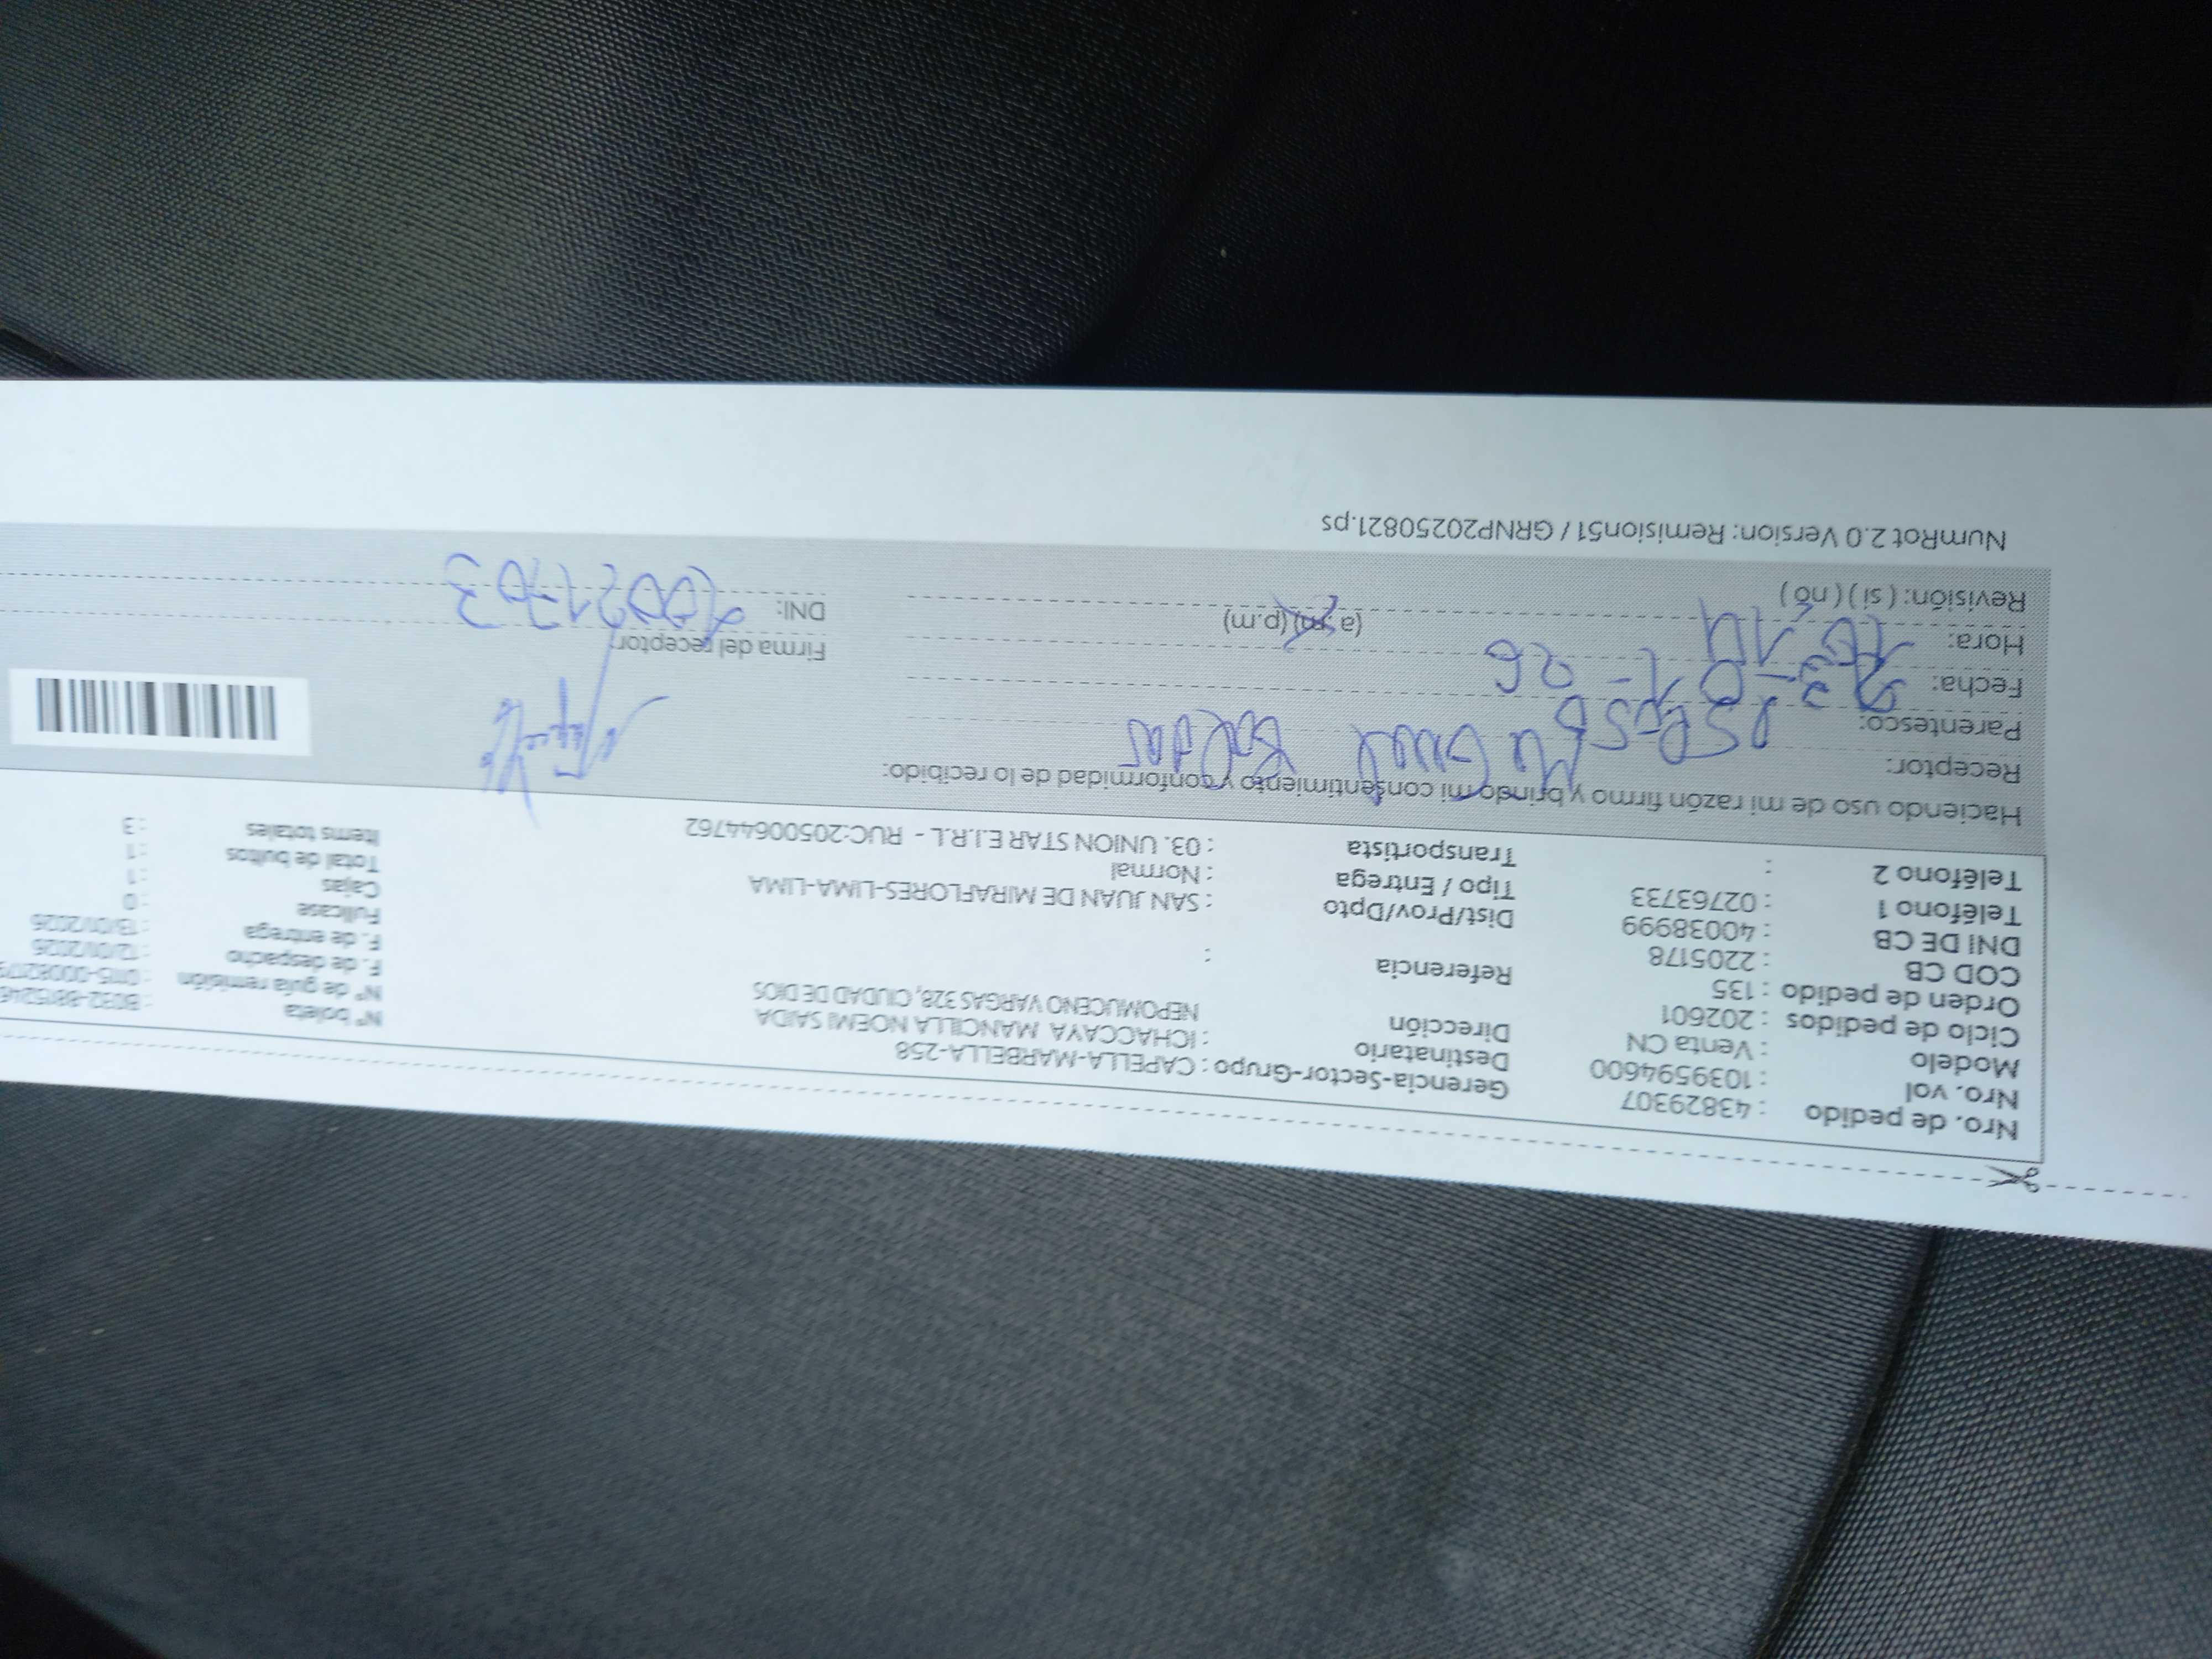 Nro. de pedido : 43829307 Gerencia-Sector-Grupo : CAPELLA-MARBELLA-258 N° boleta
Nro. vol : 1039594600 Destinatario : ICHACCAYA MANCILLA NOEMI SAIDA N° de guía remisión
Modelo : Venta CN Dirección NEPOMUCENO VARGAS 328, CIUDAD DE DIOS F. de despacho : 12/01/2026
Ciclo de pedidos : 202601 F. de entrega : 13/01/2026
Orden de pedido : 135 Referencia : Fullcase : 0
COD CB : 2205178 Cajas : 1
DNI DE CB : 40038999 Dist/Prov/Dpto : SAN JUAN DE MIRAFLORES-LIMA-LIMA Total de bultos : 1
Teléfono 1 : 02763733 Tipo / Entrega : Normal Items totales : 3
Teléfono 2 : Transportista : 03. UNION STAR E.I.R.L - RUC:20500644762
Haciendo uso de mi razón firmo y brindo mi consentimiento y conformidad de lo recibido:
Receptor:
Parentesco:
Fecha: 26
Hora: 14 (a.m) (p.m) Firma del receptor:
Revisión: ( si ) ( no ) DNI:
NumRot 2.0 Version: Remision51 / GRNP20250821.ps